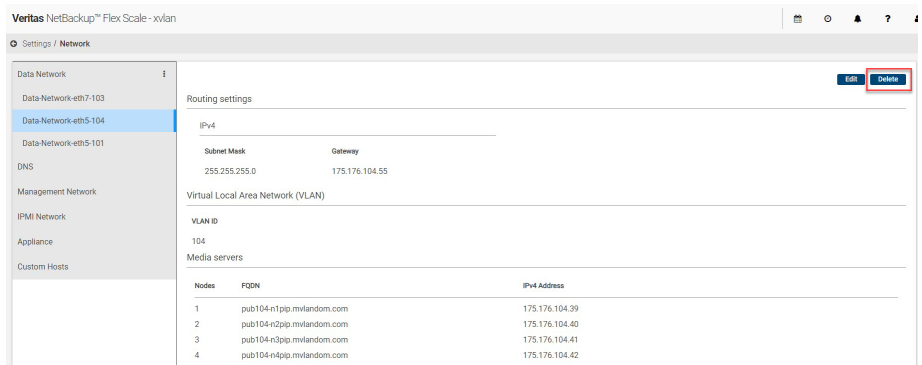 Veritas NetBackup™ Flex Scale - xvlan
?
Settings / Network
Data Network
Data-Network-eth7-103
Data-Network-eth5-104
Data-Network-eth5-101
DNS
Management Network
IPMI Network
Appliance
Custom Hosts
Edit Delete
Routing settings
IPv4
Subnet Mask Gateway
255.255.255.0 175.176.104.55
Virtual Local Area Network (VLAN)
VLAN ID
104
Media servers
Nodes FQDN IPv4 Address
1 pub104-n1pip.mvlandom.com 175.176.104.39
2 pub104-n2pip.mvlandom.com 175.176.104.40
3 pub104-n3pip.mvlandom.com 175.176.104.41
4 pub104-n4pip.mvlandom.com 175.176.104.42